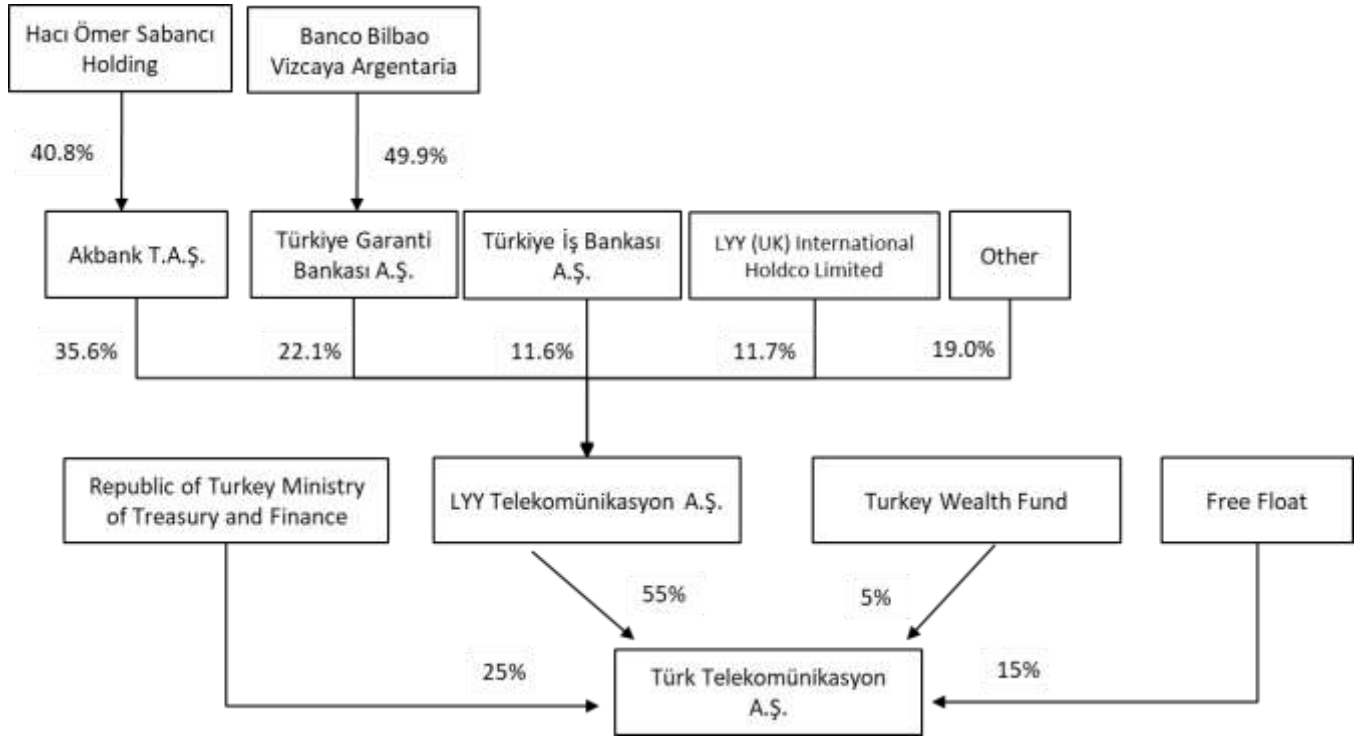 Hacı Ömer Sabancı
Holding
Banco Bilbao
Vizcaya Argentaria
40.8%
49.9%
Akbank T.A.Ş.
Türkiye Garanti
Bankası A.Ş.
Türkiye İş Bankası
A.Ş.
LYY (UK) International
Holdco Limited
Other
35.6%
22.1%
11.6%
11.7%
19.0%
Republic of Turkey Ministry
of Treasury and Finance
LYY Telekomünikasyon A.Ş.
Turkey Wealth Fund
Free Float
55%
5%
25%
15%
Türk Telekomünikasyon
A.Ş.